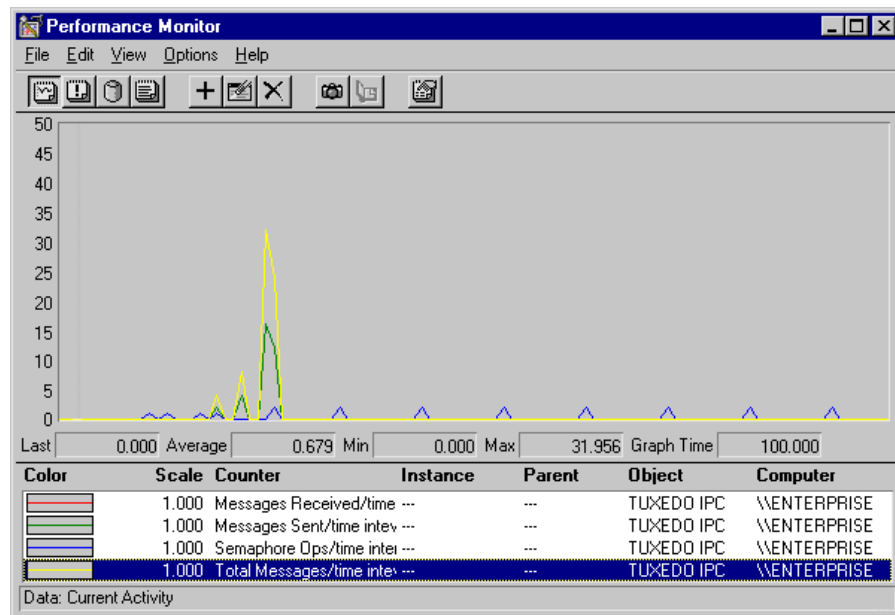 Performance Monitor
File Edit View Options Help
50
45
40
35
30
25
20
15
10
5
0
Last 0.000 Average 0.679 Min 0.000 Max 31.956 Graph Time 100.000
Color Scale Counter Instance Parent Object Computer
1.000 Messages Received/time --- --- TUXEDO IPC \\ENTERPRISE
1.000 Messages Sent/time intev --- --- TUXEDO IPC \\ENTERPRISE
1.000 Semaphore Ops/time inter --- --- TUXEDO IPC \\ENTERPRISE
1.000 Total Messages/time intev --- --- TUXEDO IPC \\ENTERPRISE
Data: Current Activity